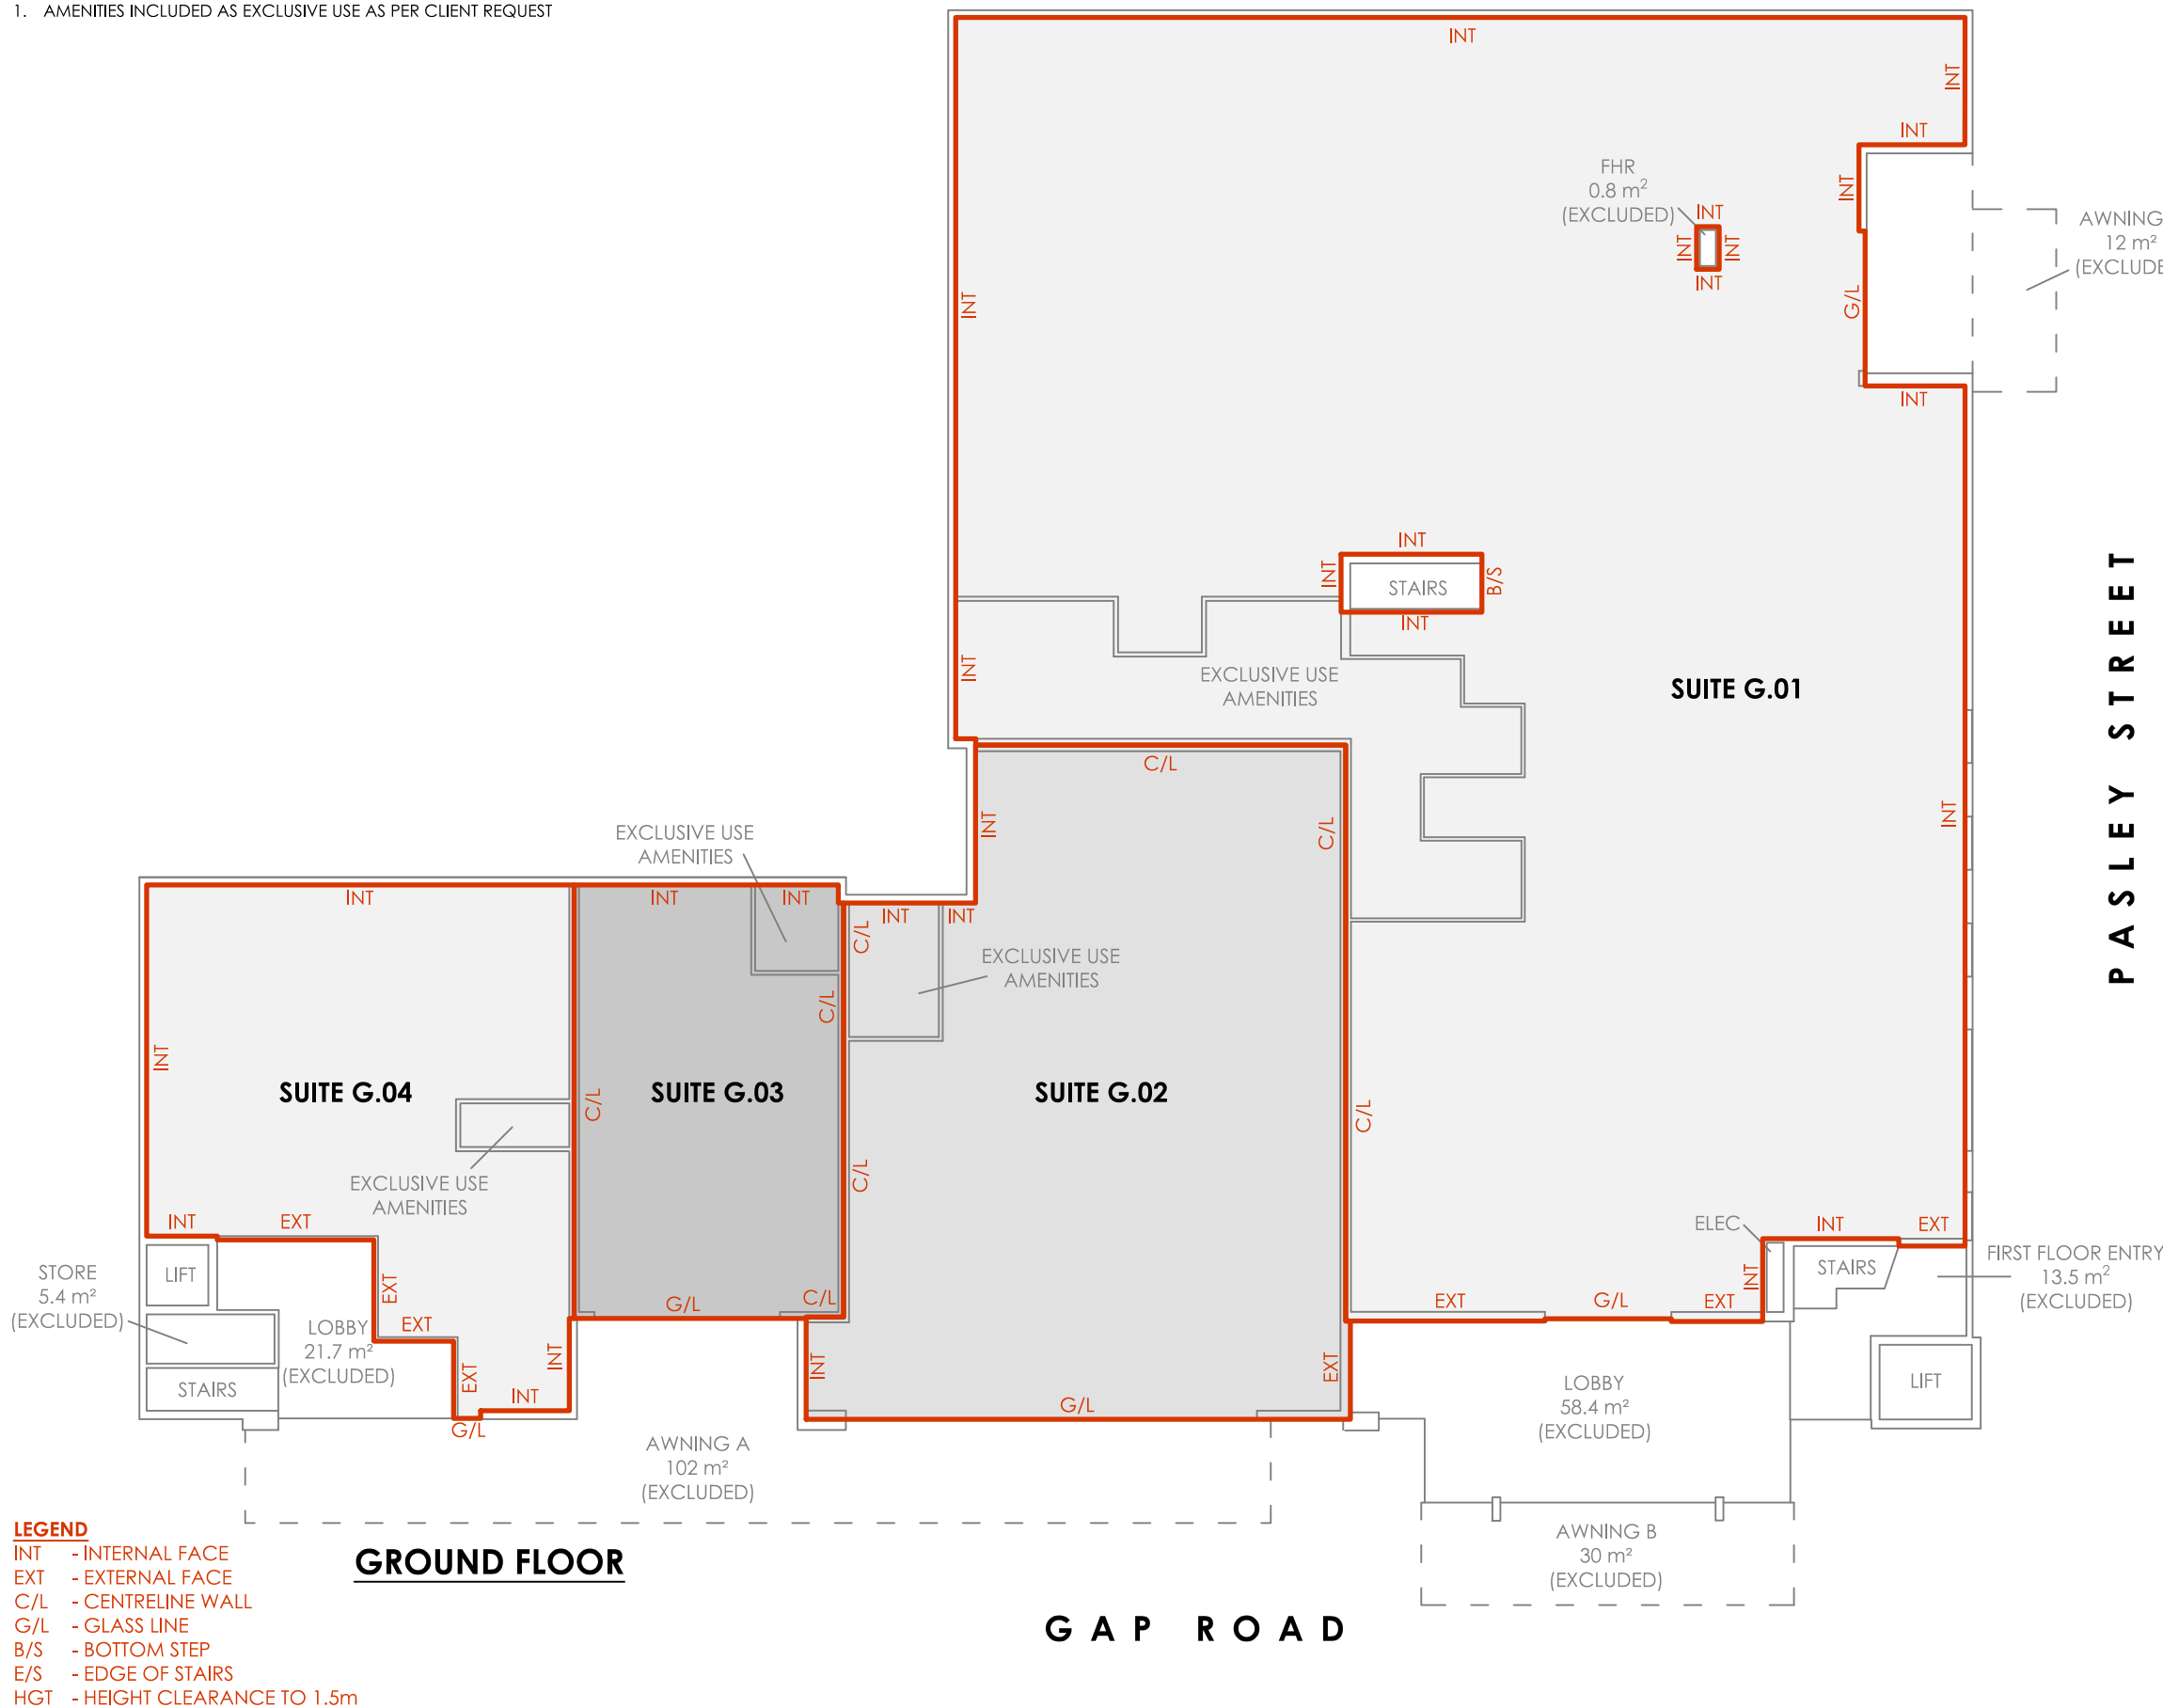 1. AMENITIES INCLUDED AS EXCLUSIVE USE AS PER CLIENT REQUEST
INT
INT
INT
FHR
0.8 m²
(EXCLUDED)
INT
INT
INT
INT
INT
AWNING
12 m²
(EXCLUDE
G/L
INT
INT
INT
INT
STAIRS
B/S
INT
INT
EXCLUSIVE USE
AMENITIES
SUITE G.01
PASLEY STREET
C/L
INT
C/L
INT
EXCLUSIVE USE
AMENITIES
INT
INT
INT
INT
INT
C/L
EXCLUSIVE USE
AMENITIES
C/L
INT
SUITE G.04
SUITE G.03
SUITE G.02
C/L
C/L
C/L
EXCLUSIVE USE
AMENITIES
INT
EXT
ELEC
INT
EXT
STORE
5.4 m²
(EXCLUDED)
LIFT
EXT
LOBBY
21.7 m²
(EXCLUDED)
EXT
G/L
C/L
EXT
G/L
EXT
INT
STAIRS
FIRST FLOOR ENTRY
13.5 m²
(EXCLUDED)
STAIRS
EXT
INT
INT
INT
EXT
G/L
G/L
LOBBY
58.4 m²
(EXCLUDED)
LIFT
AWNING A
102 m²
(EXCLUDED)
AWNING B
30 m²
(EXCLUDED)
LEGEND
INT - INTERNAL FACE
EXT - EXTERNAL FACE
C/L - CENTRELINE WALL
G/L - GLASS LINE
B/S - BOTTOM STEP
E/S - EDGE OF STAIRS
HGT - HEIGHT CLEARANCE TO 1.5m
GROUND FLOOR
GAP ROAD